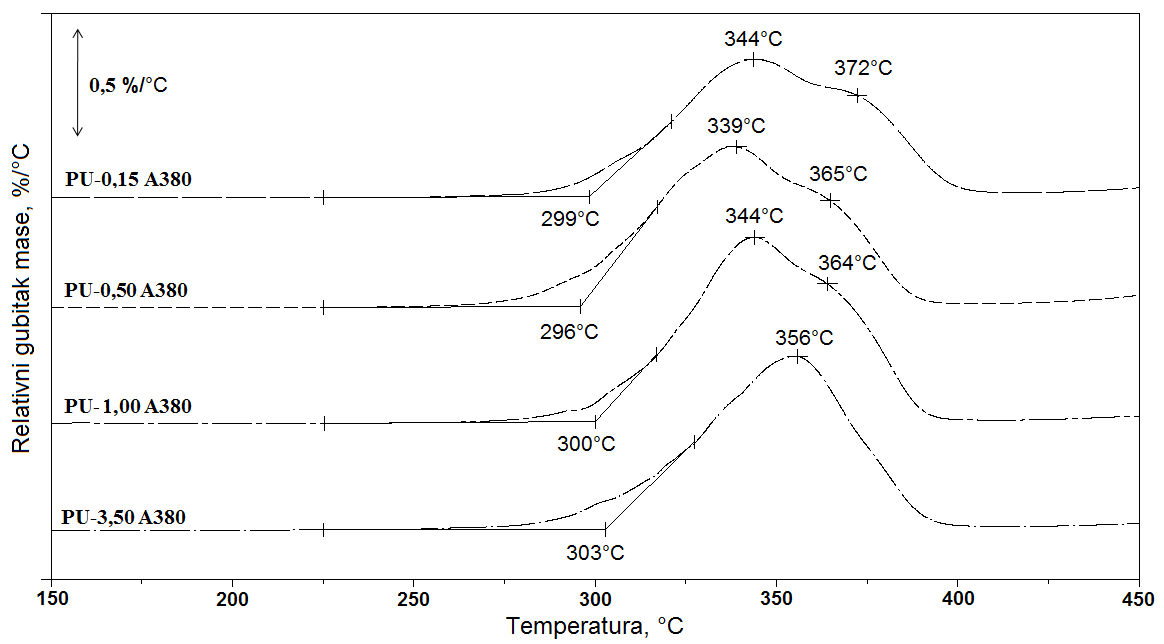 344°C
372°C
0,5 %/°C
339°C
PU-0,15 A380
365°C
299°C
344°C
364°C
PU-0,50 A380
296°C
356°C
PU-1,00 A380
300°C
PU-3,50 A380
303°C
Relativni gubitak mase, %/°C
150 200 250 300 350 400 450
Temperatura, °C